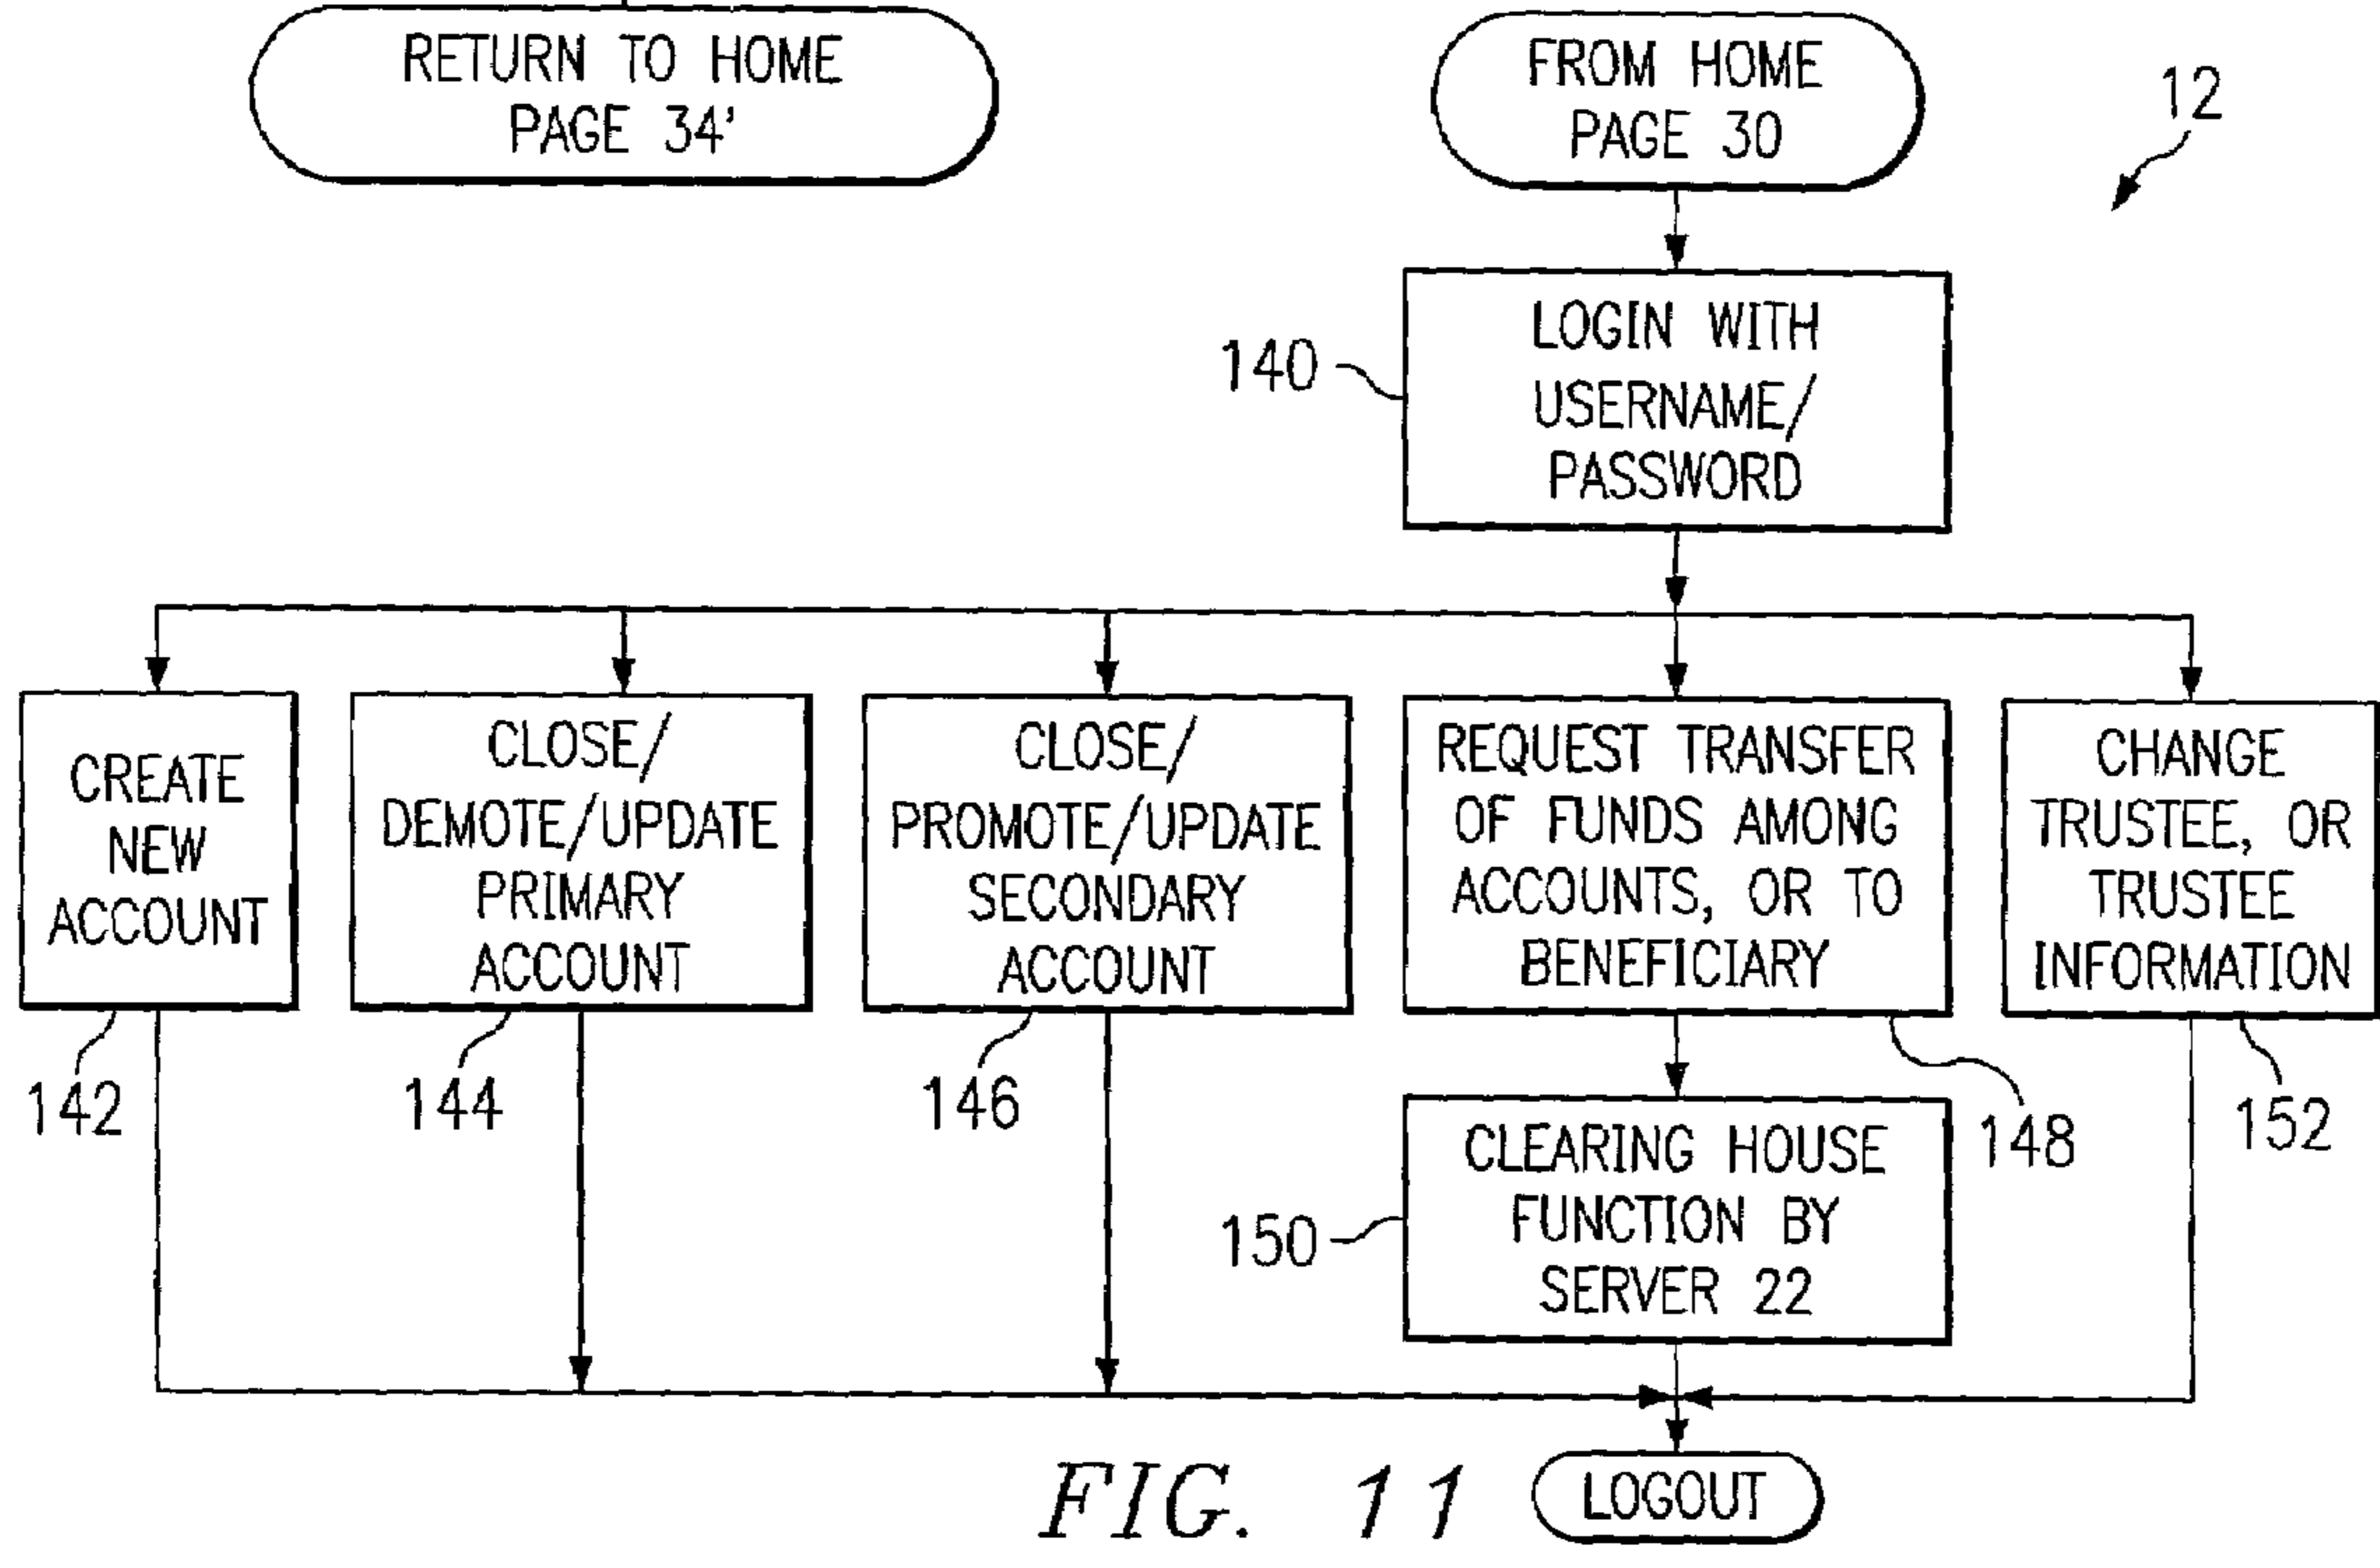 RETURN TO HOME
PAGE 34'
FROM HOME
PAGE 30
12
LOGIN WITH
USERNAME/
PASSWORD
140
CREATE
NEW
ACCOUNT
142
CLOSE/
DEMOTE/UPDATE
PRIMARY
ACCOUNT
144
CLOSE/
PROMOTE/UPDATE
SECONDARY
ACCOUNT
146
REQUEST TRANSFER
OF FUNDS AMONG
ACCOUNTS, OR TO
BENEFICIARY
148
CHANGE
TRUSTEE, OR
TRUSTEE
INFORMATION
152
CLEARING HOUSE
FUNCTION BY
SERVER 22
150
LOGOUT
FIG. 11